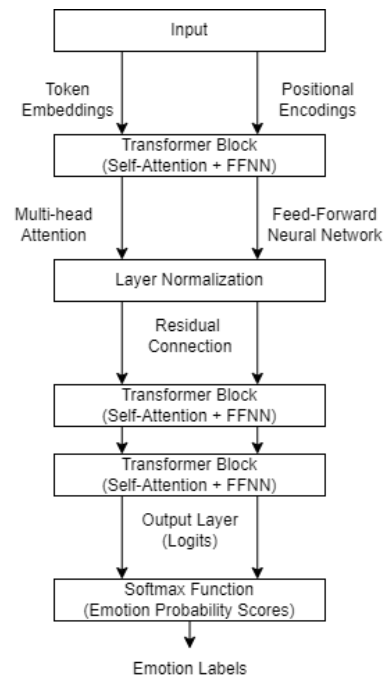 Input
Token
Embeddings
Positional
Encodings
Transformer Block
(Self-Attention + FFNN)
Multi-head
Attention
Feed-Forward
Neural Network
Layer Normalization
Residual
Connection
Transformer Block
(Self-Attention + FFNN)
Transformer Block
(Self-Attention + FFNN)
Output Layer
(Logits)
Softmax Function
(Emotion Probability Scores)
Emotion Labels